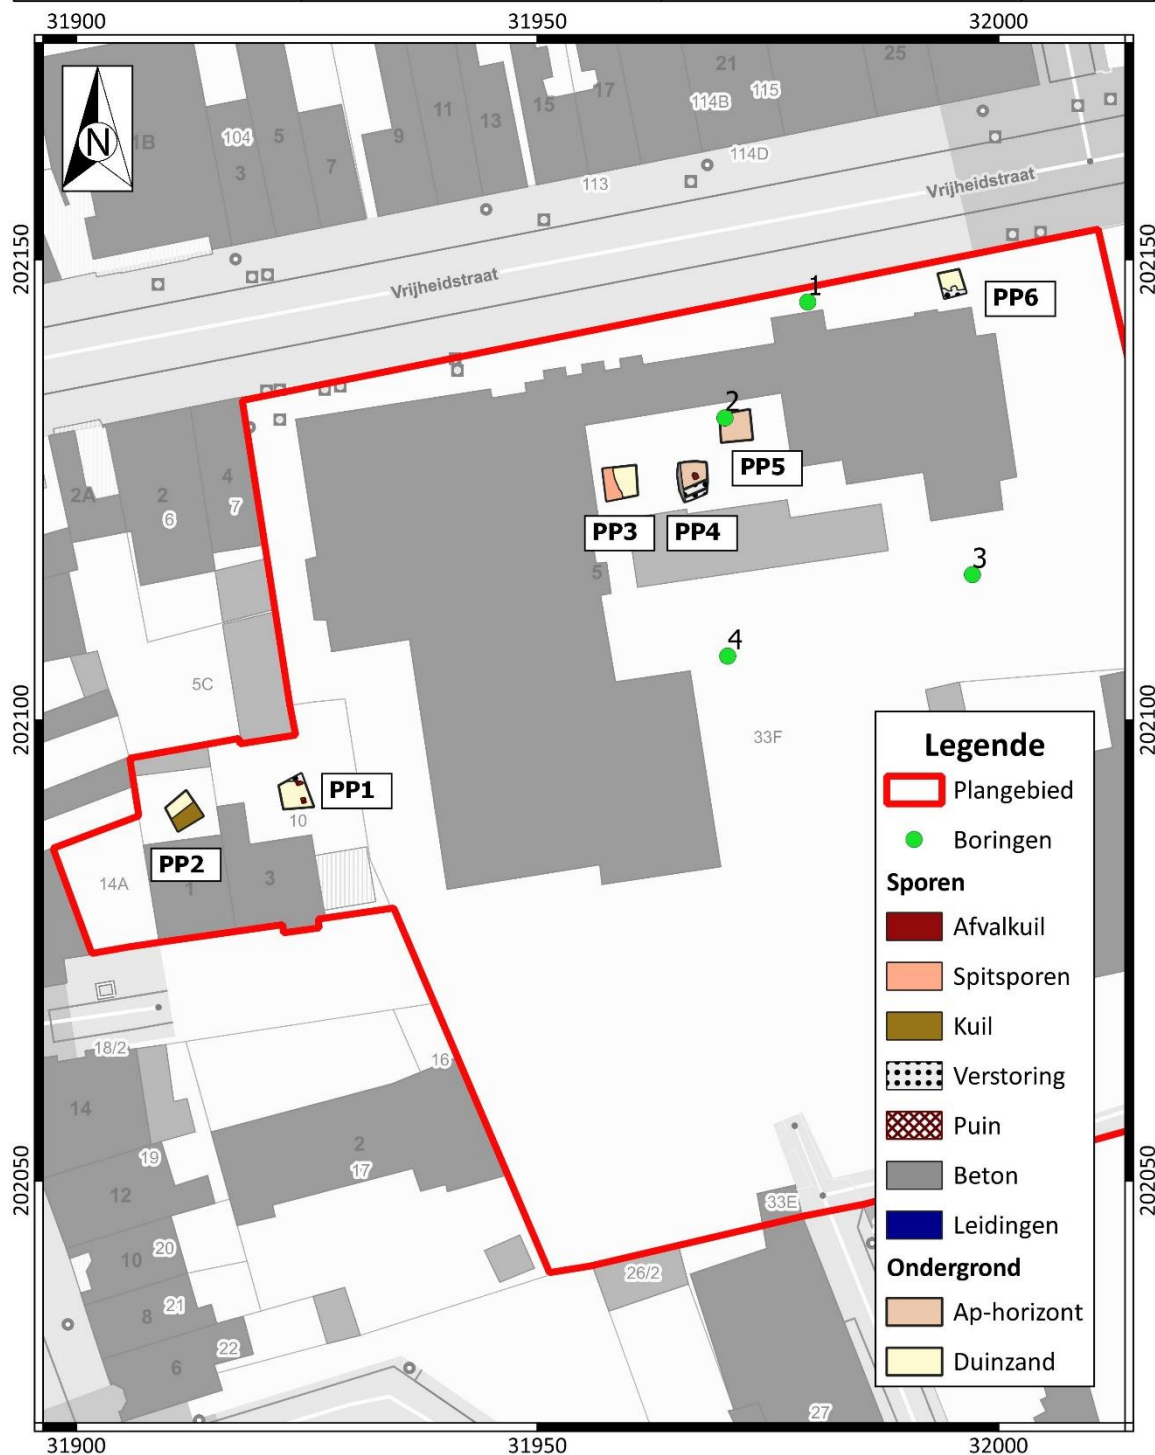 31900
31950
32000
N
1B
104
3
5
7
9
11
13
15
17
21
114B
115
25
114D
113
Vrijheidstraat
202150
202150
Vrijheidstraat
1
PP6
2
PP5
PP3
PP4
5
3
4
2A
2
6
4
7
5C
202100
202100
33F
PP1
10
PP2
14A
1
3
Legende
Plangebied
Boringen
Sporen
Afvalkuil
Spitsporen
Kuil
Verstoring
Puin
Beton
Leidingen
Ondergrond
Ap-horizont
Duinzand
18/2
16
14
2
17
19
12
202050
202050
33E
10
20
26/2
8
21
22
6
27
31900
31950
32000